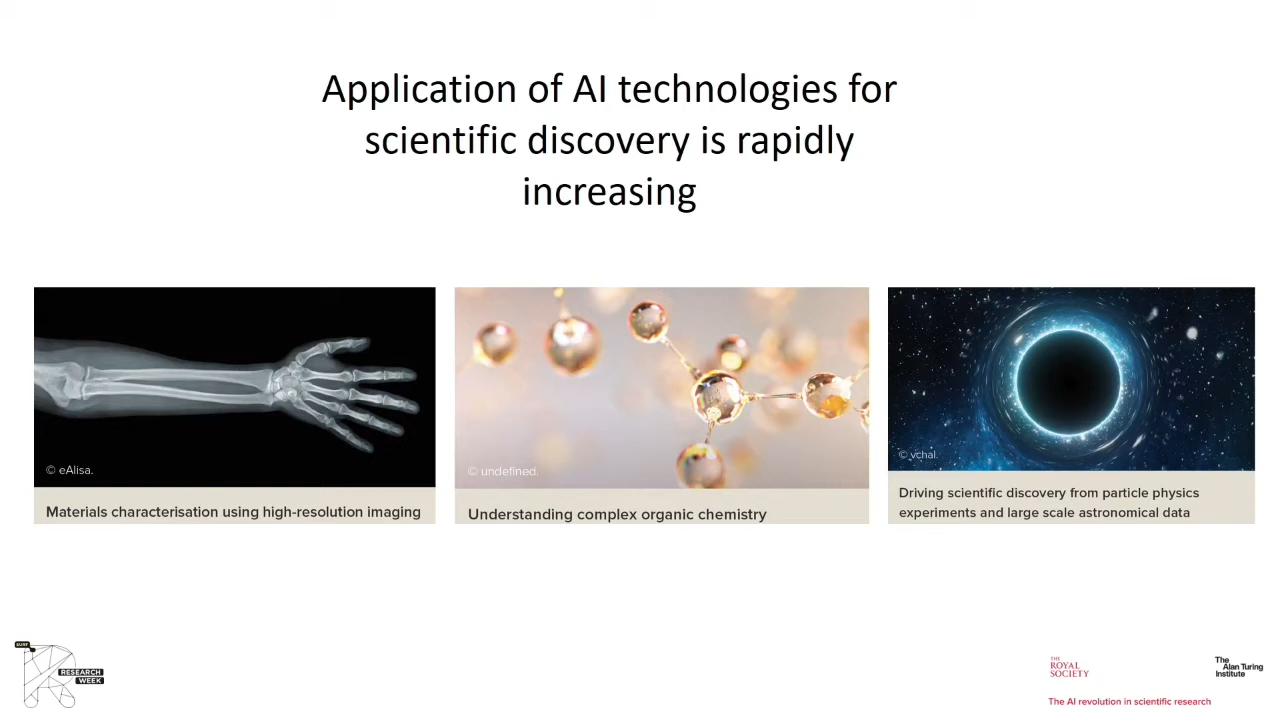 Application of AI technologies for
scientific discovery is rapidly
increasing
© eAlisa.
Materials characterisation using high-resolution imaging
© undefined.
Understanding complex organic chemistry
© vchal.
Driving scientific discovery from particle physics
experiments and large scale astronomical data
SURF
RESEARCH
WEEK
THE
ROYAL
SOCIETY
The
Alan Turing
Institute
The AI revolution in scientific research